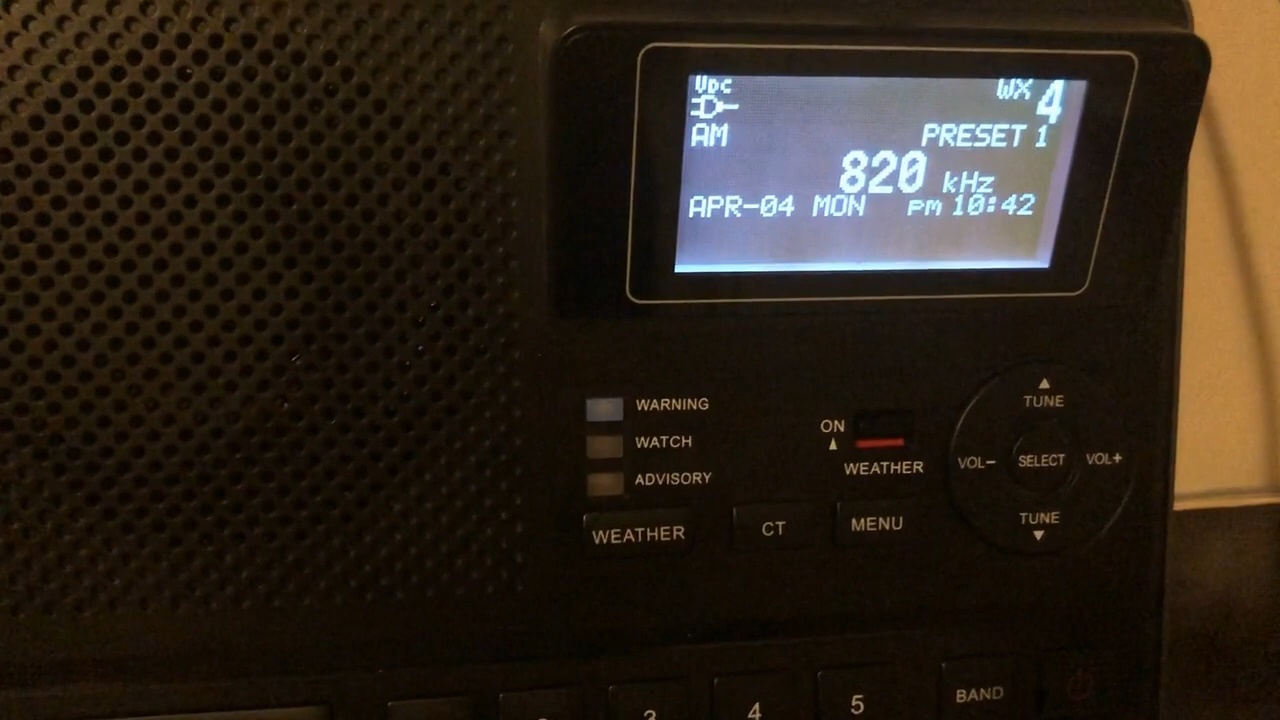 VDC WX 4
AM PRESET 1
820 kHz
APR-04 MON PM 10:42
WARNING
WATCH
ADVISORY
ON
WEATHER
TUNE
VOL- SELECT VOL+
TUNE
WEATHER CT MENU
3 4 5 BAND